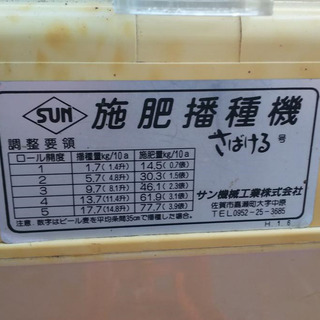 SUN 施肥播種機
さばける号
調整要領
ロール開度 播種量kg/10a 施肥量kg/10a
1 1.7(1.4升) 14.5(0.7俵)
2 5.7(4.8升) 30.3(1.5俵)
3 9.7(8.1升) 46.1(2.3俵)
4 13.7(11.4升) 61.9(3.1俵)
5 17.7(14.8升) 77.7(3.9俵)
注意.数字はビール麦を平均条間35cmで播種した場合。
サン機械工業株式会社
佐賀市嘉瀬町大字中原
TEL0952-25-3685
H.1.6